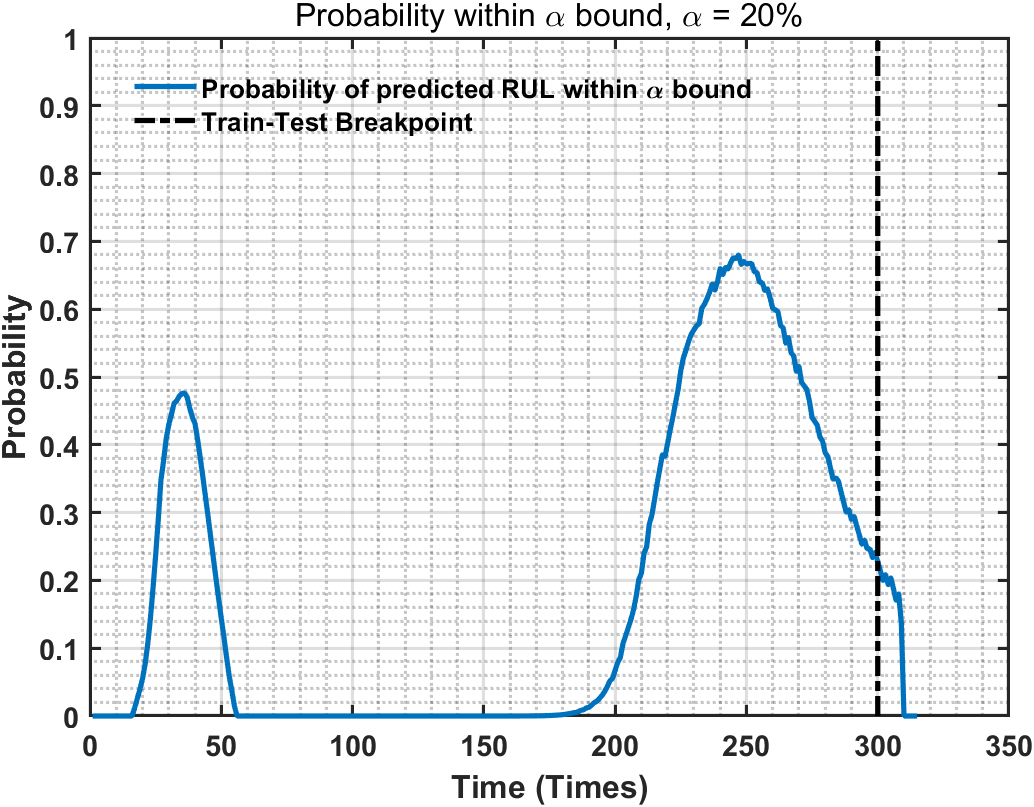 Probability within α bound, α = 20%
Probability of predicted RUL within α bound
Train-Test Breakpoint
1
0.9
0.8
0.7
0.6
0.5
0.4
0.3
0.2
0.1
0
Probability
0 50 100 150 200 250 300 350
Time (Times)